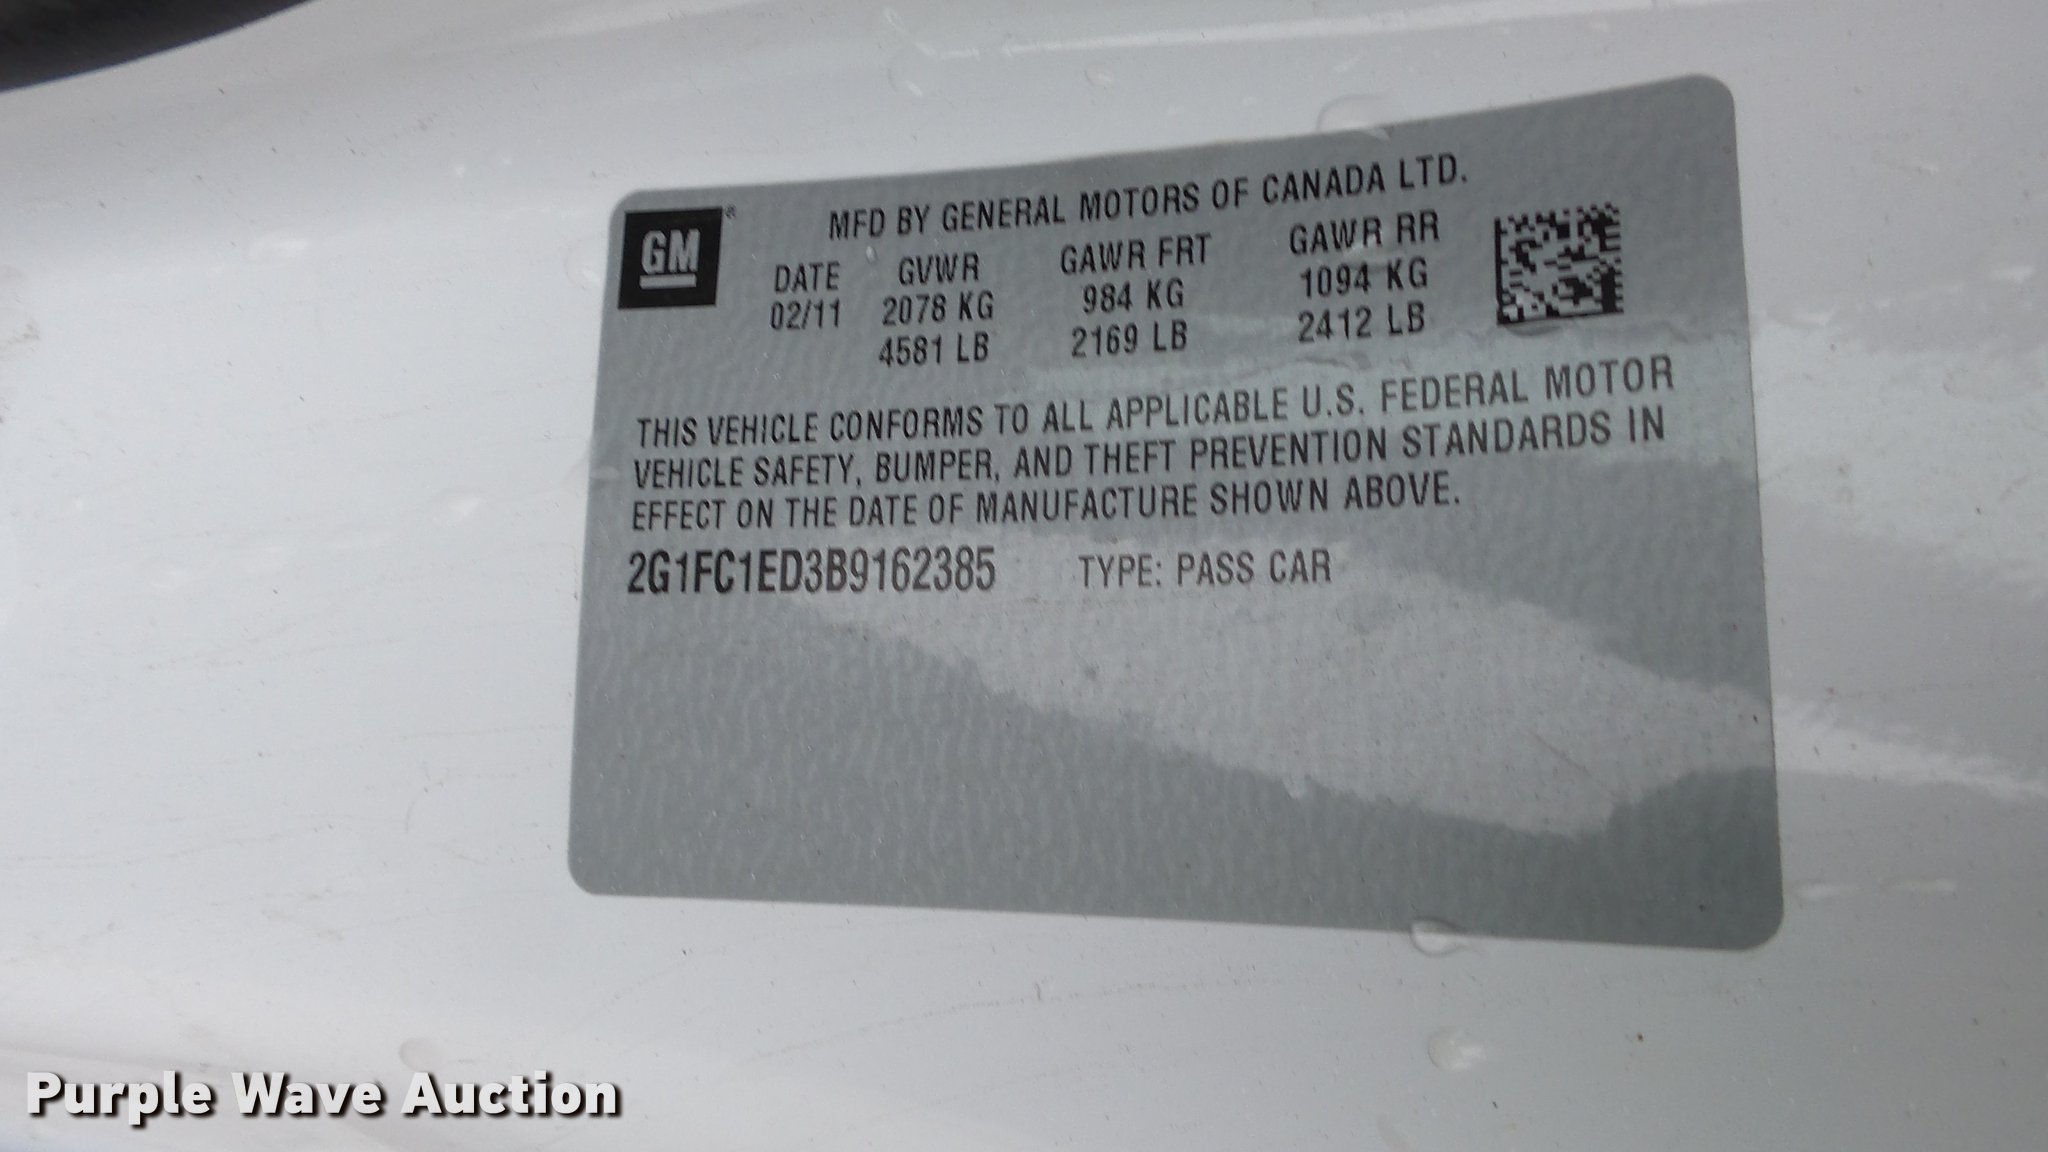 MFD BY GENERAL MOTORS OF CANADA LTD.
GM®
DATE GVWR GAWR FRT GAWR RR
02/11 2078 KG 984 KG 1094 KG
4581 LB 2169 LB 2412 LB
THIS VEHICLE CONFORMS TO ALL APPLICABLE U.S. FEDERAL MOTOR
VEHICLE SAFETY, BUMPER, AND THEFT PREVENTION STANDARDS IN
EFFECT ON THE DATE OF MANUFACTURE SHOWN ABOVE.
2G1FC1ED3B9162385 TYPE: PASS CAR
Purple Wave Auction